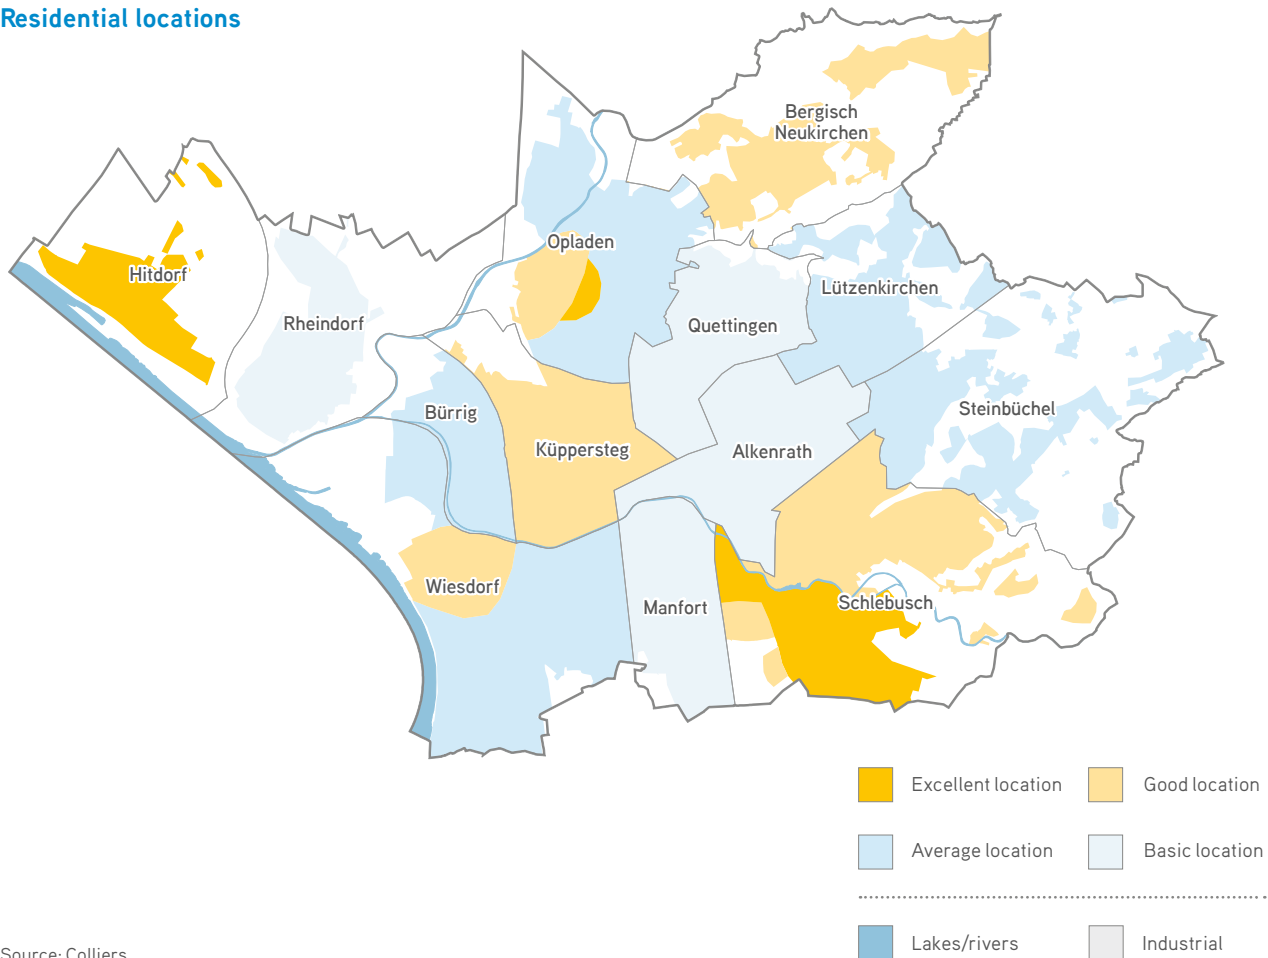 Residential locations
Bergisch
Neukirchen
Opladen
Hitdorf
Lützenkirchen
Rheindorf
Quettingen
Bürrig
Steinbüchel
Küppersteg
Alkenrath
Wiesdorf
Manfort
Schlebusch
Excellent location
Good location
Average location
Basic location
Lakes/rivers
Industrial
Source: Colliers